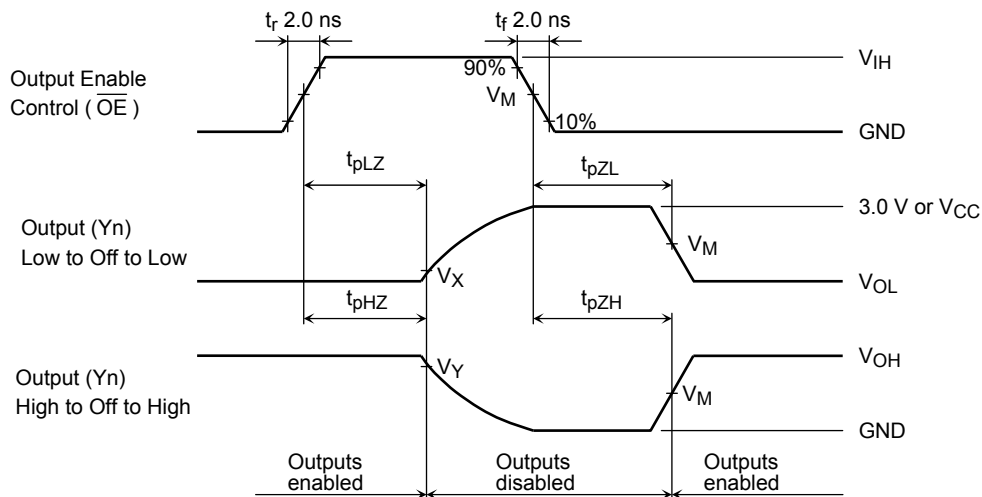 tr 2.0 ns
tf 2.0 ns
Output Enable
Control ( OE )
90%
VM
10%
VIH
GND
tpLZ
tpZL
Output (Yn)
Low to Off to Low
3.0 V or VCC
VM
VX
VOL
tpHZ
tpZH
Output (Yn)
High to Off to High
VY
VOH
VM
GND
Outputs
enabled
Outputs
disabled
Outputs
enabled